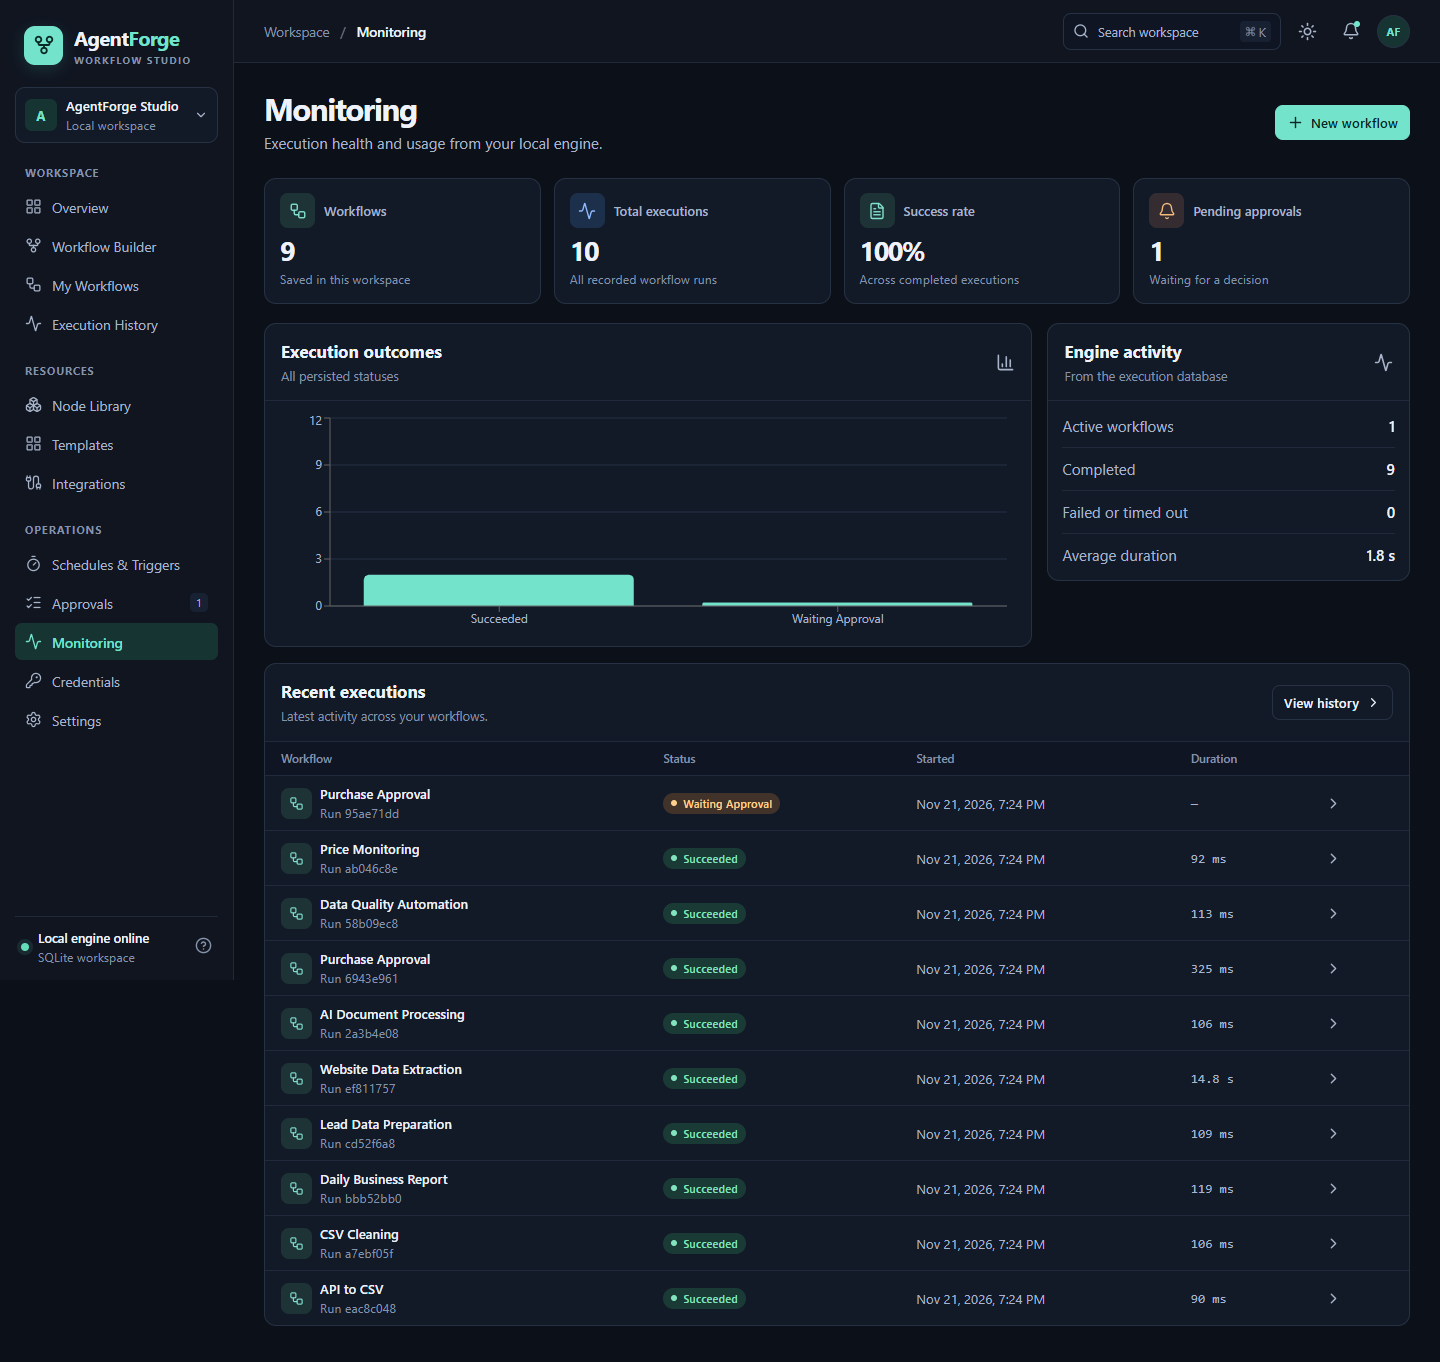 AgentForge
WORKFLOW STUDIO
A
AgentForge Studio
Local workspace
WORKSPACE
Overview
Workflow Builder
My Workflows
Execution History
RESOURCES
Node Library
Templates
Integrations
OPERATIONS
Schedules & Triggers
Approvals 1
Monitoring
Credentials
Settings
Local engine online
SQLite workspace
Workspace / Monitoring
Search workspace ⌘ K
AF
Monitoring
Execution health and usage from your local engine.
New workflow
Workflows
9
Saved in this workspace
Total executions
10
All recorded workflow runs
Success rate
100%
Across completed executions
Pending approvals
1
Waiting for a decision
Execution outcomes
All persisted statuses
12
9
6
3
0
Succeeded
Waiting Approval
Engine activity
From the execution database
Active workflows 1
Completed 9
Failed or timed out 0
Average duration 1.8 s
Recent executions
Latest activity across your workflows.
View history
Workflow Status Started Duration
Purchase Approval
Run 95ae71dd
Waiting Approval
Nov 21, 2026, 7:24 PM
—
Price Monitoring
Run ab046c8e
Succeeded
Nov 21, 2026, 7:24 PM
92 ms
Data Quality Automation
Run 58b09ec8
Succeeded
Nov 21, 2026, 7:24 PM
113 ms
Purchase Approval
Run 6943e961
Succeeded
Nov 21, 2026, 7:24 PM
325 ms
AI Document Processing
Run 2a3b4e08
Succeeded
Nov 21, 2026, 7:24 PM
106 ms
Website Data Extraction
Run ef811757
Succeeded
Nov 21, 2026, 7:24 PM
14.8 s
Lead Data Preparation
Run cd52f6a8
Succeeded
Nov 21, 2026, 7:24 PM
109 ms
Daily Business Report
Run bbb52bb0
Succeeded
Nov 21, 2026, 7:24 PM
119 ms
CSV Cleaning
Run a7ebf05f
Succeeded
Nov 21, 2026, 7:24 PM
106 ms
API to CSV
Run eac8c048
Succeeded
Nov 21, 2026, 7:24 PM
90 ms